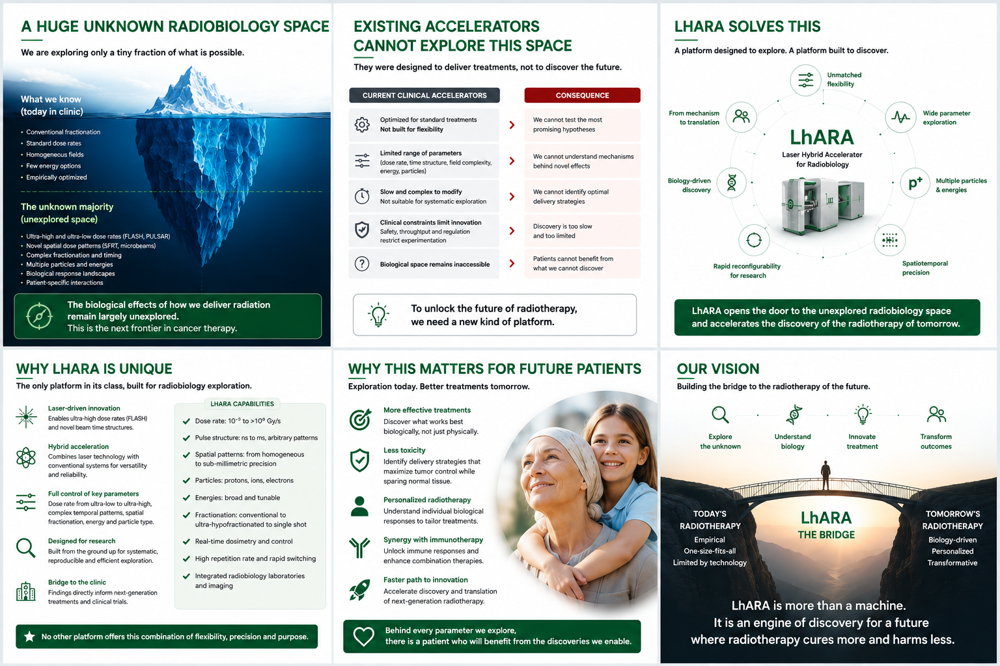 A HUGE UNKNOWN RADIOBIOLOGY SPACE
We are exploring only a tiny fraction of what is possible.
What we know
(today in clinic)
• Conventional fractionation
• Standard dose rates
• Homogeneous fields
• Few energy options
• Empirically optimized
The unknown majority
(unexplored space)
• Ultra-high and ultra-low dose rates (FLASH, PULSAR)
• Novel spatial dose patterns (SFRT, microbeams)
• Complex fractionation and timing
• Multiple particles and energies
• Biological response landscapes
• Patient-specific interactions
The biological effects of how we deliver radiation
remain largely unexplored.
This is the next frontier in cancer therapy.
EXISTING ACCELERATORS
CANNOT EXPLORE THIS SPACE
They were designed to deliver treatments, not to discover the future.
CURRENT CLINICAL ACCELERATORS
CONSEQUENCE
Optimized for standard treatments
Not built for flexibility
We cannot test the most
promising hypotheses
Limited range of parameters
(dose rate, time structure, field complexity,
energy, particles)
We cannot understand mechanisms
behind novel effects
Slow and complex to modify
Not suitable for systematic exploration
We cannot identify optimal
delivery strategies
Clinical constraints limit innovation
Safety, throughtput and regulation
restrict experimentation
Discovery is too slow
and too limited
Biological space remains inaccessible
Patients cannot benefit from
what we cannot discover
To unlock the future of radiotherapy,
we need a new kind of platform.
LHARA SOLVES THIS
A platform designed to explore. A platform built to discover.
Unmatched
flexibility
From mechanism
to translation
Wide parameter
exploration
LhARA
Laser Hybrid Accelerator
for Radiobiology
Biology-driven
discovery
p⁺
Multiple particles
& energies
Rapid reconfigurability
for research
Spatiotemporal
precision
LhARA opens the door to the unexplored radiobiology space
and accelerates the discovery of the radiotherapy of tomorrow.
WHY LHARA IS UNIQUE
The only platform in its class, built for radiobiology exploration.
Laser-driven innovation
Enables ultra-high dose rates (FLASH)
and novel beam time structures.
Hybrid acceleration
Combines laser technology with
conventional systems for versatility
and reliability.
Full control of key parameters
Dose rate from ultra-low to ultra-high,
complex temporal patterns, spatial
fractionation, energy and particle type.
Designed for research
Built from the ground up for systematic,
reproducible and efficient exploration.
Bridge to the clinic
Findings directly inform next-generation
treatments and clinical trials.
LHARA CAPABILITIES
Dose rate: 10⁻³ to >10⁹ Gy/s
Pulse structure: ns to ms, arbitrary patterns
Spatial patterns: from homogeneous
to sub-millimetric precision
Particles: protons, ions, electrons
Energies: broad and tunable
Fractionation: conventional to
ultra-hypofractionated to single shot
Real-time dosimetry and control
High repetition rate and rapid switching
Integrated radiobiology laboratories
and imaging
No other platform offers this combination of flexibility, precision and purpose.
WHY THIS MATTERS FOR FUTURE PATIENTS
Exploration today. Better treatments tomorrow.
More effective treatments
Discover what works best
biologically, not just physically.
Less toxicity
Identify delivery strategies that
maximize tumor control while
sparing normal tissue.
Personalized radiotherapy
Understand individual biological
responses to tailor treatments.
Synergy with immunotherapy
Unlock immune responses and
enhance combination therapies.
Faster path to innovation
Accelerate discovery and translation
of next-generation radiotherapy.
Behind every parameter we explore,
there is a patient who will benefit from the discoveries we enable.
OUR VISION
Building the bridge to the radiotherapy of the future.
Explore
the unknown
Understand
biology
Innovate
treatment
Transform
outcomes
TODAY'S
RADIOTHERAPY
Empirical
One-size-fits-all
Limited by technology
LhARA
THE BRIDGE
TOMORROW'S
RADIOTHERAPY
Biology-driven
Personalized
Transformative
LhARA is more than a machine.
It is an engine of discovery for a future
where radiotherapy cures more and harms less.